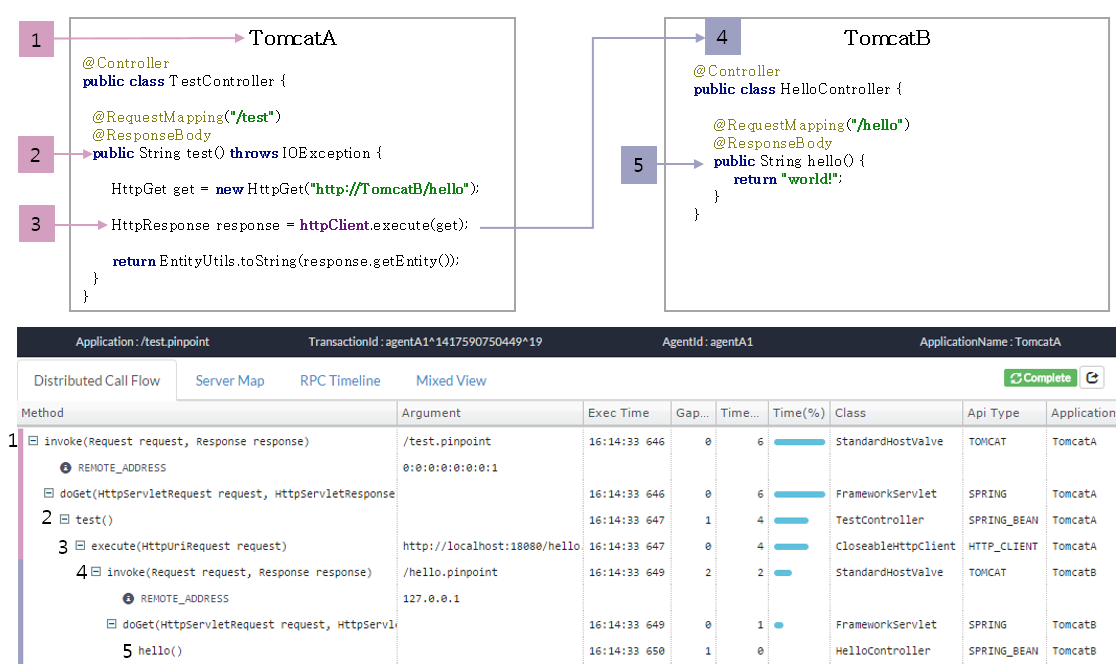 1
TomcatA
@Controller
public class TestController {
@RequestMapping("/test")
@ResponseBody
2
public String test() throws IOException {
HttpGet get = new HttpGet("http://TomcatB/hello");
3
HttpResponse response = httpClient.execute(get);
return EntityUtils.toString(response.getEntity());
}
}
4
TomcatB
@Controller
public class HelloController {
@RequestMapping("/hello")
@ResponseBody
5
public String hello() {
return "world!";
}
}
Application : /test.pinpoint TransactionId : agentA1^1417590750449^19 AgentId : agentA1 ApplicationName : TomcatA
Distributed Call Flow Server Map RPC Timeline Mixed View Complete
Method Argument Exec Time Gap... Time... Time(%) Class Api Type Application
1 invoke(Request request, Response response) /test.pinpoint 16:14:33 646 0 6 StandardHostValve TOMCAT TomcatA
REMOTE_ADDRESS 0:0:0:0:0:0:0:1
doGet(HttpServletRequest request, HttpServletResponse 16:14:33 646 0 6 FrameworkServlet SPRING TomcatA
2 test() 16:14:33 647 1 4 TestController SPRING_BEAN TomcatA
3 execute(HttpUriRequest request) http://localhost:18080/hello. 16:14:33 647 0 4 CloseableHttpClient HTTP_CLIENT TomcatA
4 invoke(Request request, Response response) /hello.pinpoint 16:14:33 649 2 2 StandardHostValve TOMCAT TomcatB
REMOTE_ADDRESS 127.0.0.1
doGet(HttpServletRequest request, HttpServl 16:14:33 649 0 1 FrameworkServlet SPRING TomcatB
5 hello() 16:14:33 650 1 0 HelloController SPRING_BEAN TomcatB